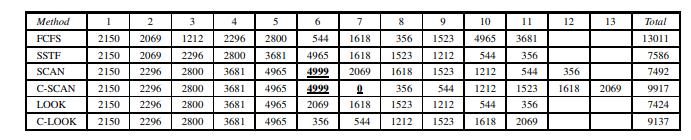 Method 1 2 3 4 5 6 7 8 9 10 11 12 13 Total
FCFS 2150 2069 1212 2296 2800 544 1618 356 1523 4965 3681 13011
SSTF 2150 2069 2296 2800 3681 4965 1618 1523 1212 544 356 7586
SCAN 2150 2296 2800 3681 4965 4999 2069 1618 1523 1212 544 356 7492
C-SCAN 2150 2296 2800 3681 4965 4999 0 356 544 1212 1523 1618 2069 9917
LOOK 2150 2296 2800 3681 4965 2069 1618 1523 1212 544 356 7424
C-LOOK 2150 2296 2800 3681 4965 356 544 1212 1523 1618 2069 9137